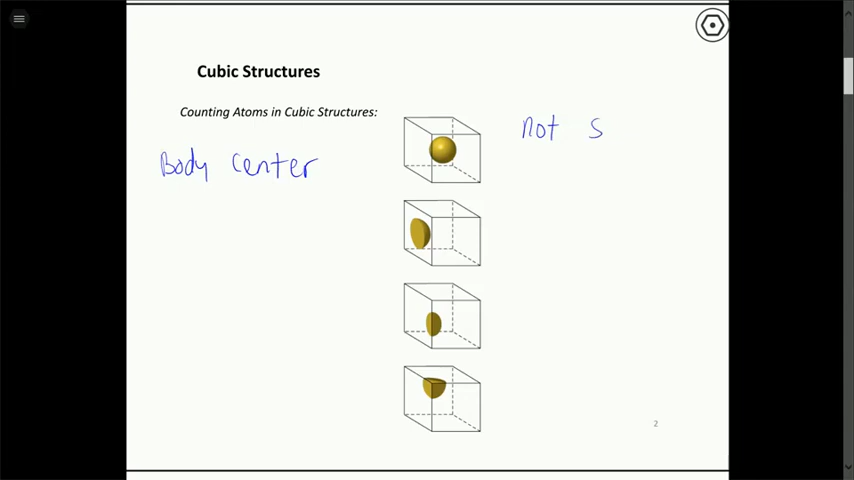 Cubic Structures
Counting Atoms in Cubic Structures:
not s
Body Center
2